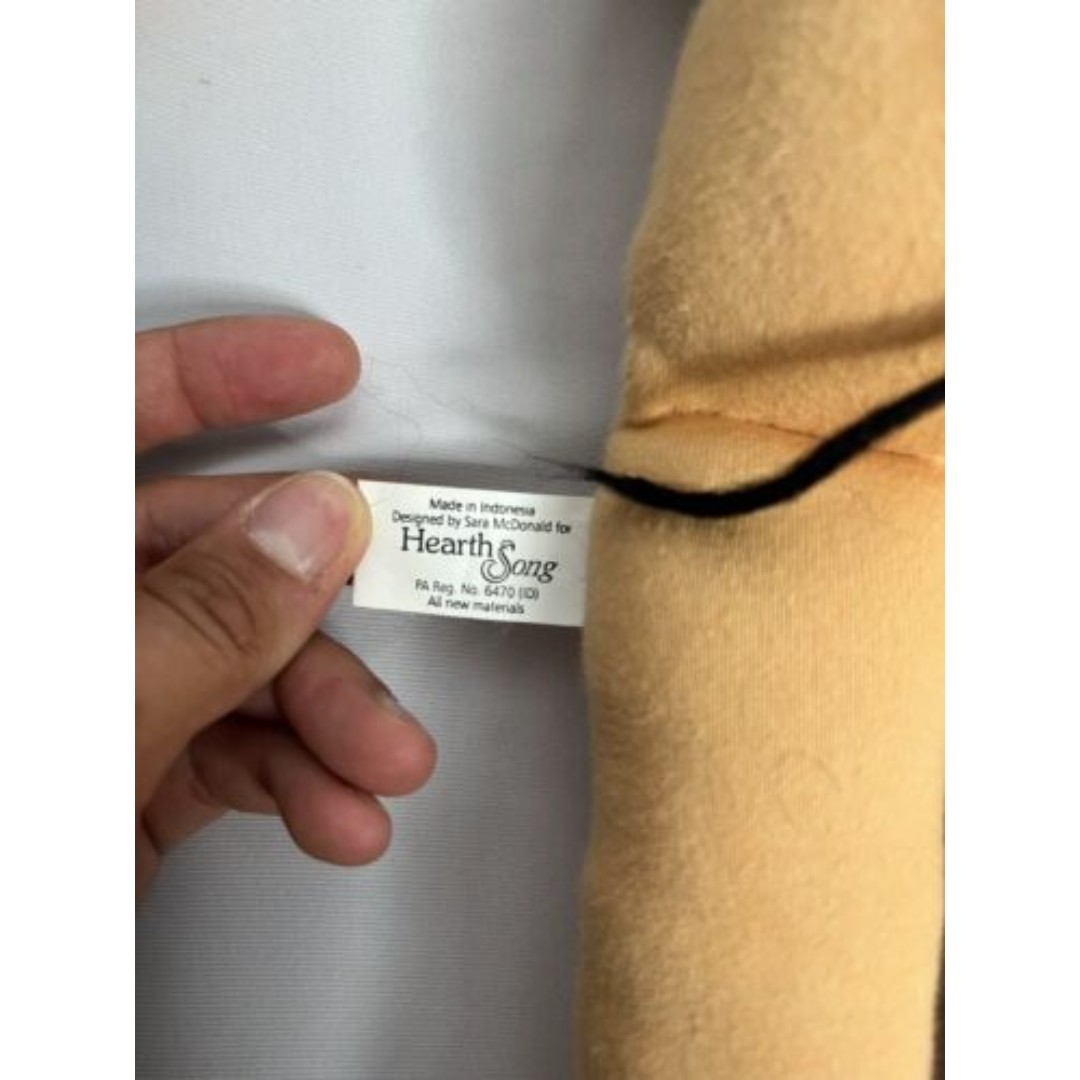 Made in Indonesia
Designed by Sara McDonald for
Hearth Song
PA Reg. No. 6470 (ID)
All new materials